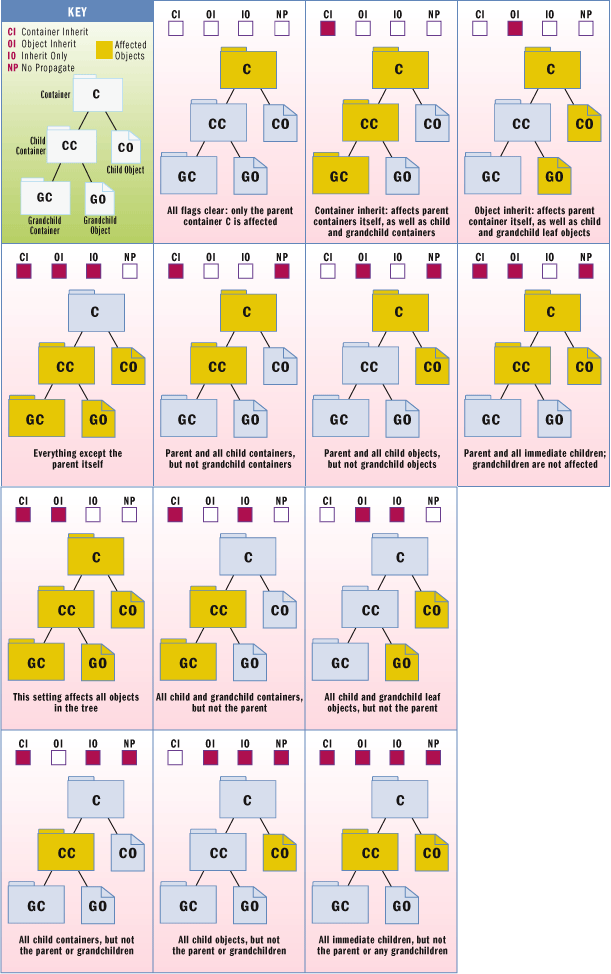 KEY
CI Container Inherit
OI Object Inherit
IO Inherit Only
NP No Propagate
Affected
Objects
Container
C
Child
Container
CC
CO
Child Object
GC
GO
Grandchild
Container
Grandchild
Object
CI OI IO NP
C
CC CO
GC GO
All flags clear: only the parent
container C is affected
CI OI IO NP
C
CC CO
GC GO
Container inherit: affects parent
containers itself, as well as child
and grandchild containers
CI OI IO NP
C
CC CO
GC GO
Object inherit: affects parent
container itself, as well as child
and grandchild leaf objects
CI OI IO NP
C
CC CO
GC GO
Everything except the
parent itself
CI OI IO NP
C
CC CO
GC GO
Parent and all child containers,
but not grandchild containers
CI OI IO NP
C
CC CO
GC GO
Parent and all child objects,
but not grandchild objects
CI OI IO NP
C
CC CO
GC GO
Parent and all immediate children;
grandchildren are not affected
CI OI IO NP
C
CC CO
GC GO
This setting affects all objects
in the tree
CI OI IO NP
C
CC CO
GC GO
All child and grandchild containers,
but not the parent
CI OI IO NP
C
CC CO
GC GO
All child and grandchild leaf
objects, but not the parent
CI OI IO NP
C
CC CO
GC GO
All child containers, but not
the parent or grandchildren
CI OI IO NP
C
CC CO
GC GO
All child objects, but not
the parent or grandchildren
CI OI IO NP
C
CC CO
GC GO
All immediate children, but not
the parent or any grandchildren